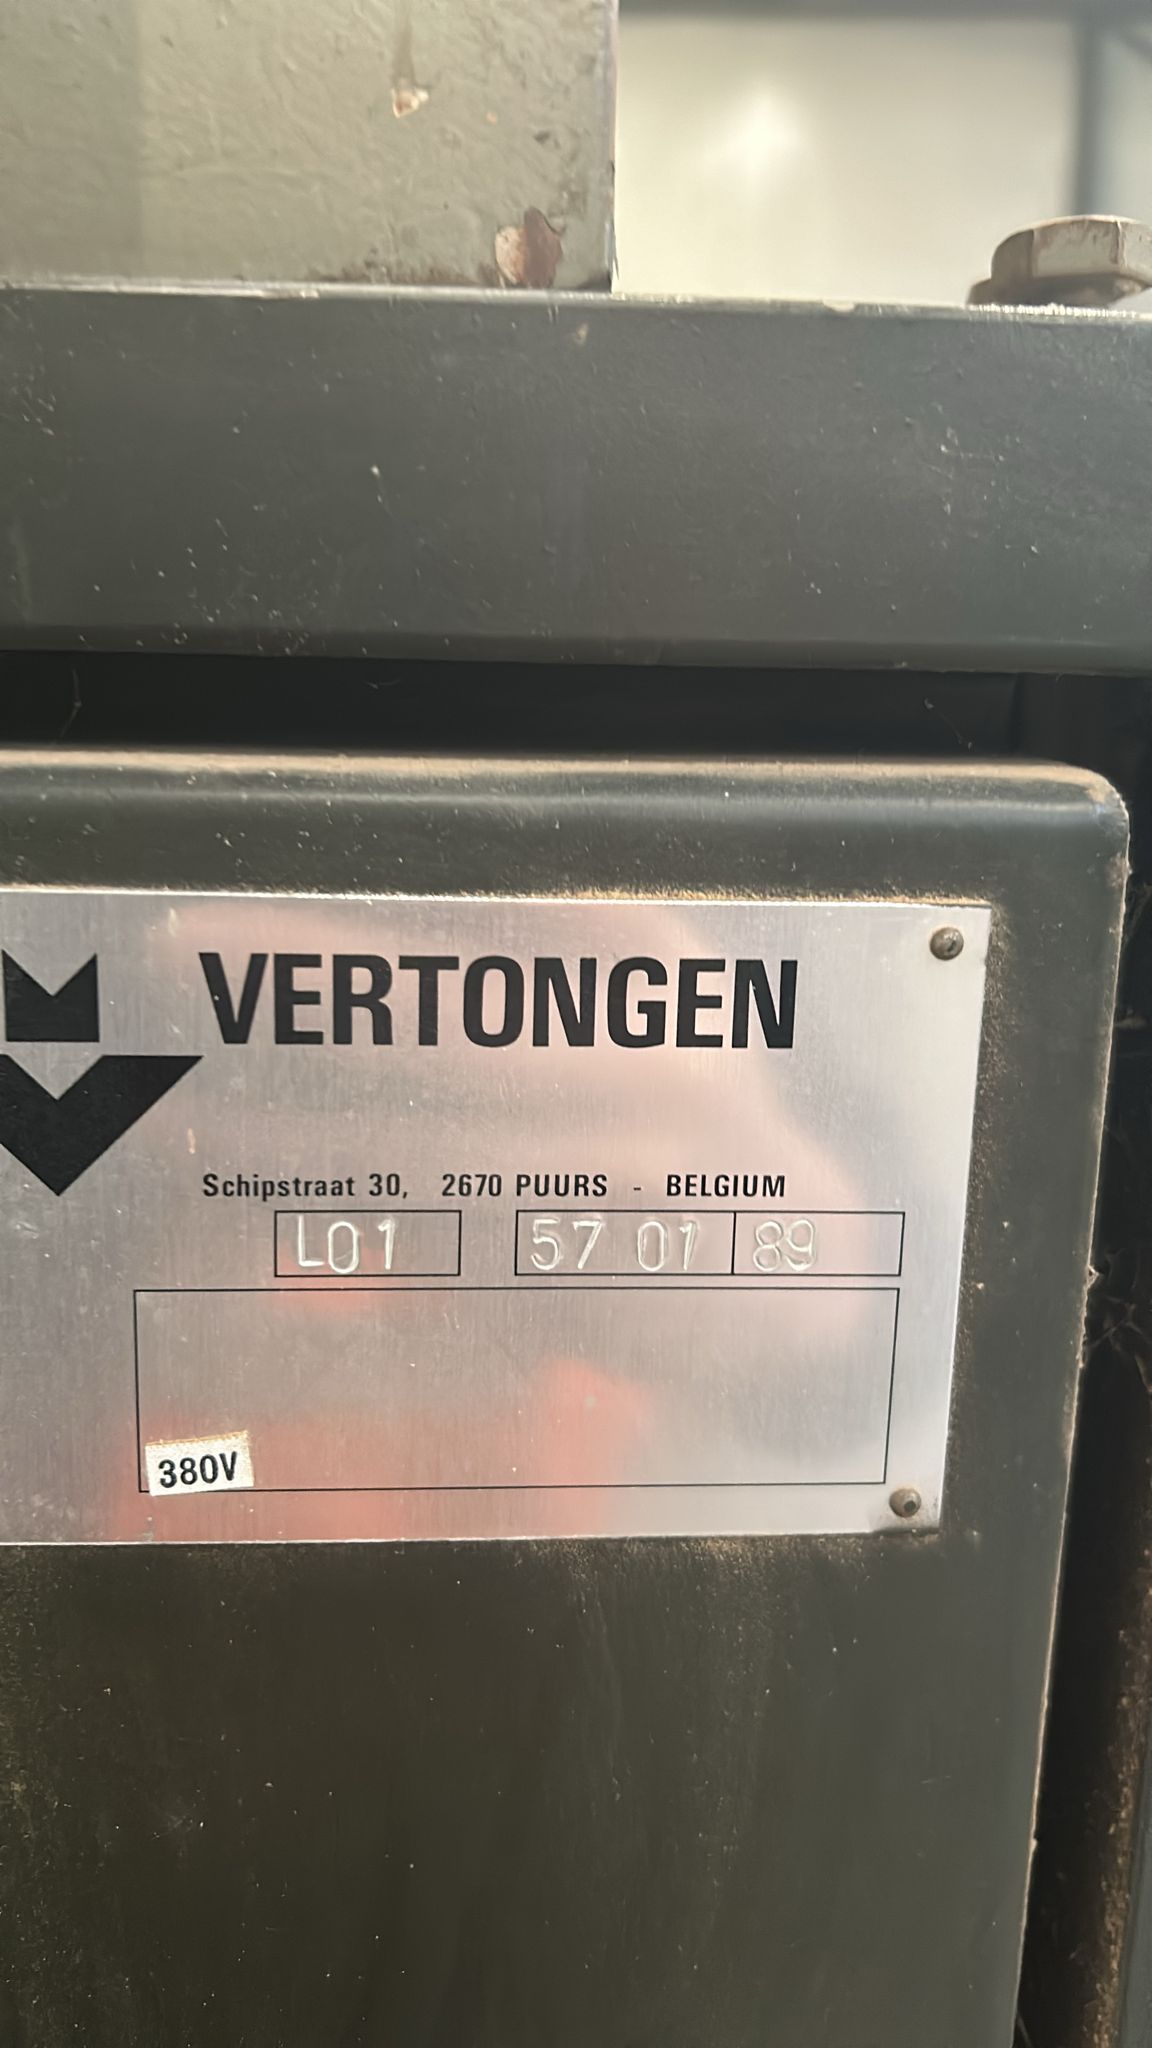 VERTONGEN
Schipstraat 30, 2670 PUURS - BELGIUM
L01 57 01 89
380V